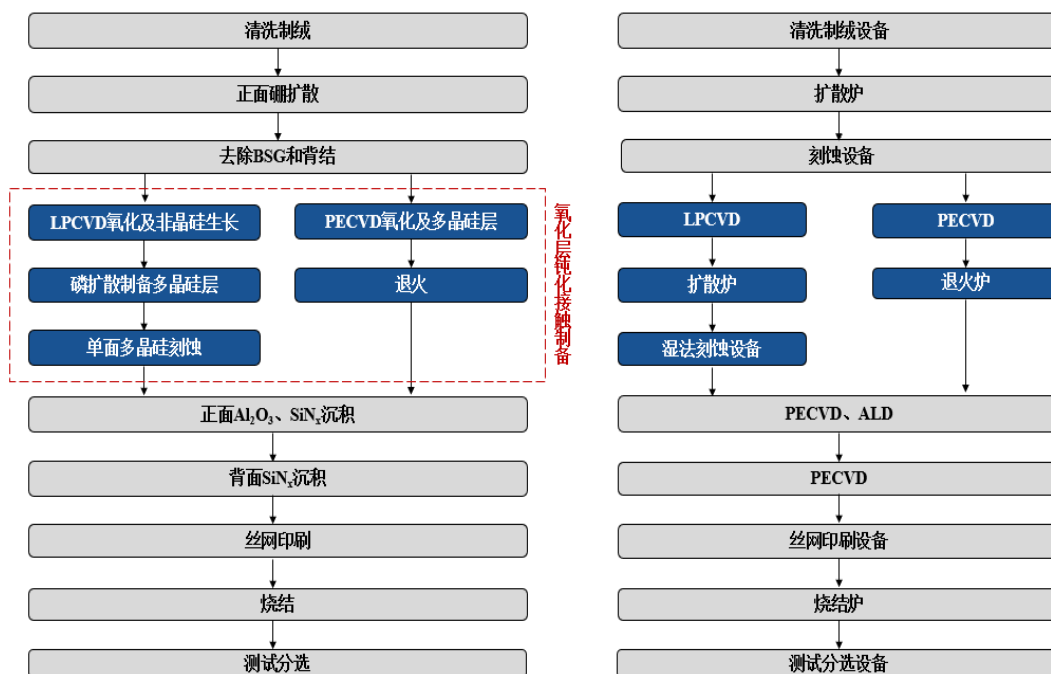 清洗制绒
正面硼扩散
去除BSG和背结
LPCVD氧化及非晶硅生长
PECVD氧化及多晶硅层
磷扩散制备多晶硅层
退火
单面多晶硅刻蚀
氧化层钝化接触制备
正面Al₂O₃、SiNₓ沉积
背面SiNₓ沉积
丝网印刷
烧结
测试分选
清洗制绒设备
扩散炉
刻蚀设备
LPCVD
PECVD
扩散炉
退火炉
湿法刻蚀设备
PECVD、ALD
PECVD
丝网印刷设备
烧结炉
测试分选设备